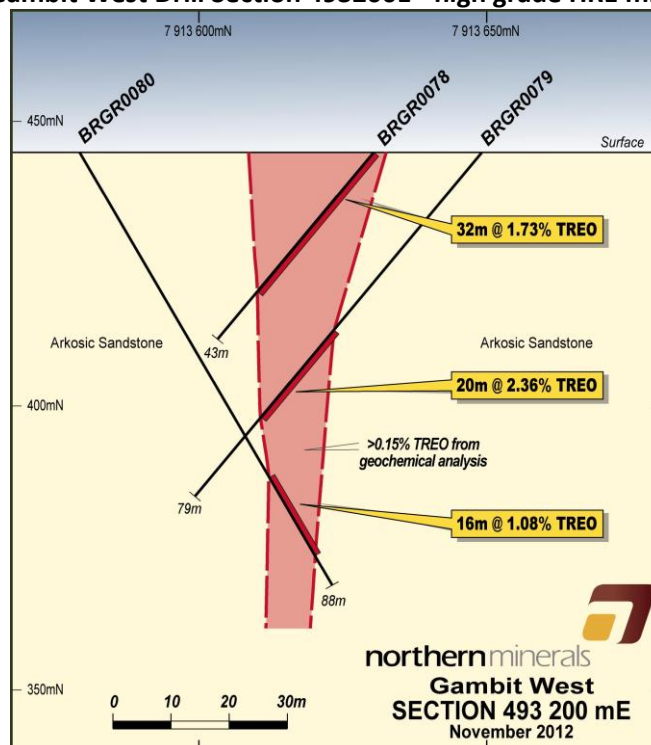 7 913 600mN
7 913 650mN
BRGR0080
BRGR0078
BRGR0079
450mN
Surface
32m @ 1.73% TREO
43m
Arkosic Sandstone
Arkosic Sandstone
400mN
20m @ 2.36% TREO
>0.15% TREO from
geochemical analysis
79m
16m @ 1.08% TREO
88m
northernminerals
350mN
0 10 20 30m
Gambit West
SECTION 493 200 mE
November 2012